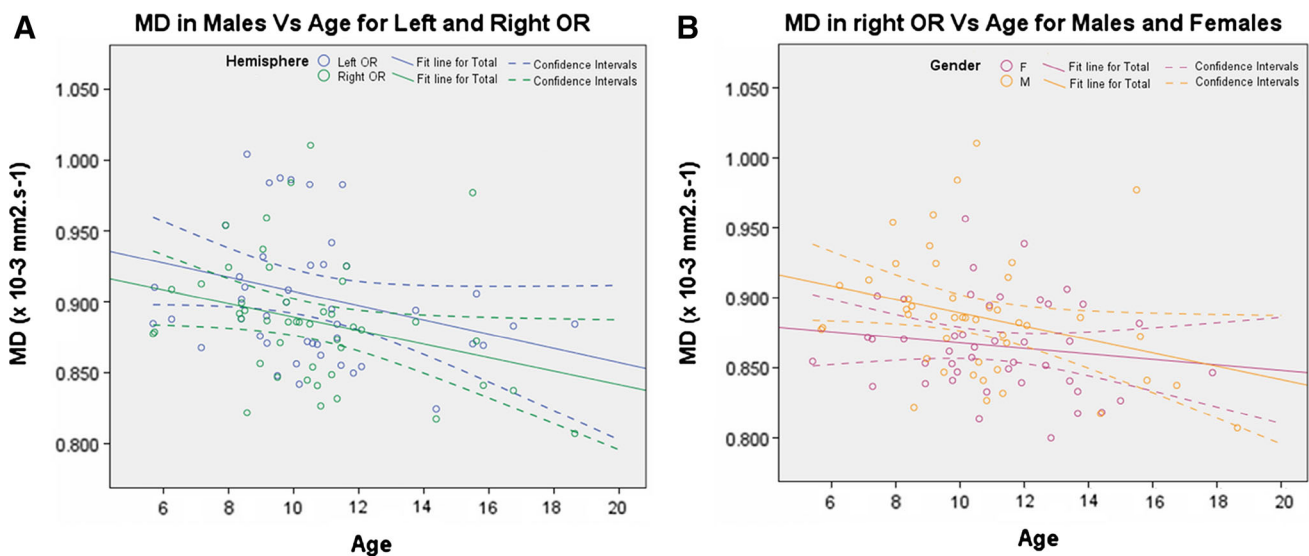 A
MD in Males Vs Age for Left and Right OR
Hemisphere Left OR Fit line for Total Confidence Intervals
Right OR Fit line for Total Confidence Intervals
MD (x 10-3 mm2.s-1)
1.050
1.000
0.950
0.900
0.850
0.800
6 8 10 12 14 16 18 20
Age
B
MD in right OR Vs Age for Males and Females
Gender F Fit line for Total Confidence Intervals
M Fit line for Total Confidence Intervals
MD (x 10-3 mm2.s-1)
1.050
1.000
0.950
0.900
0.850
0.800
6 8 10 12 14 16 18 20
Age